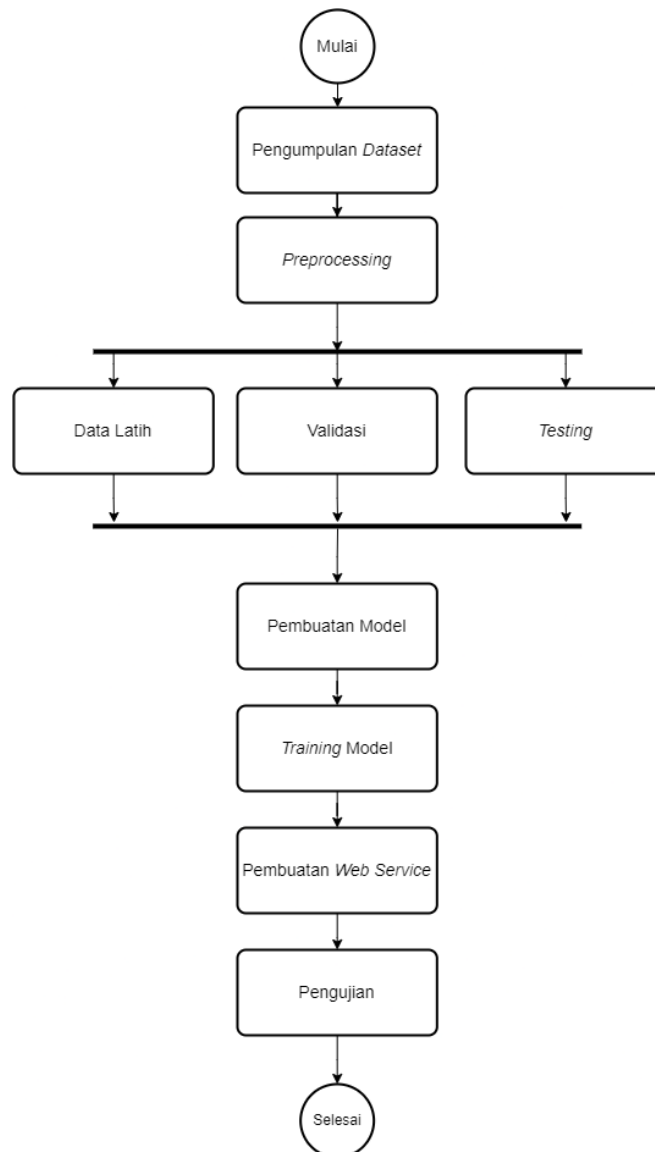 Mulai
Pengumpulan Dataset
Preprocessing
Data Latih
Validasi
Testing
Pembuatan Model
Training Model
Pembuatan Web Service
Pengujian
Selesai